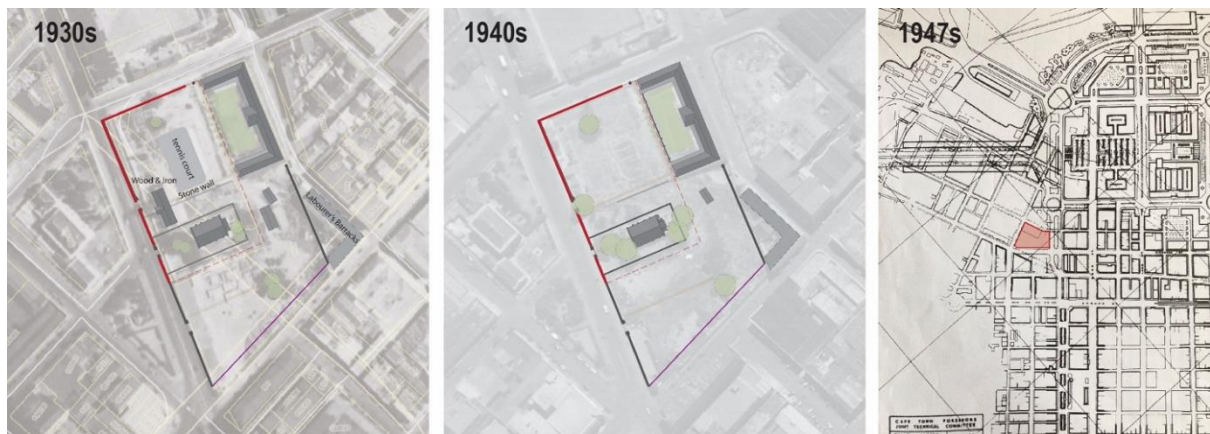 1930s
tennis court
Wood & Iron
Stone wall
Labourer's Barracks
1940s
1947s
CAPE TOWN FORESHORE
JOINT TECHNICAL COMMITTEE